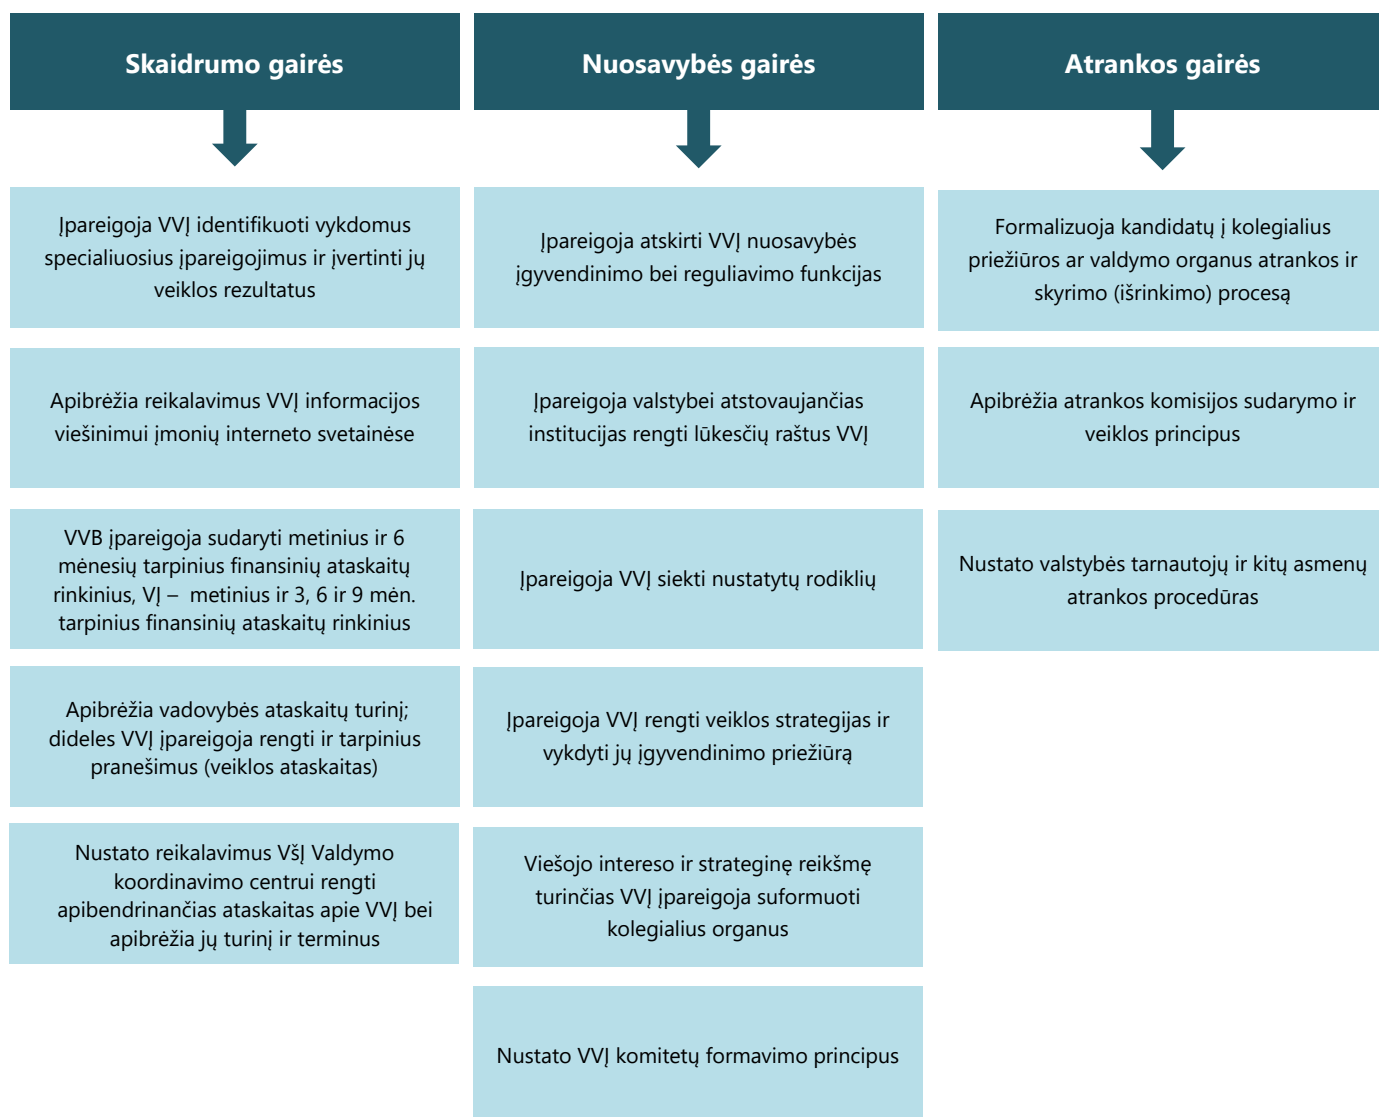 Skaidrumo gairės
Įpareigoja VVĮ identifikuoti vykdomus
specialiuosius įpareigojimus ir įvertinti jų
veiklos rezultatus
Apibrėžia reikalavimus VVĮ informacijos
viešinimui įmonių interneto svetainėse
VVB įpareigoja sudaryti metinius ir 6
mėnesių tarpinius finansinių ataskaitų
rinkinius, VĮ – metinius ir 3, 6 ir 9 mėn.
tarpinius finansinių ataskaitų rinkinius
Apibrėžia vadovybės ataskaitų turinį;
dideles VVĮ įpareigoja rengti ir tarpinius
pranešimus (veiklos ataskaitas)
Nustato reikalavimus VšĮ Valdymo
koordinavimo centrui rengti
apibendrinančias ataskaitas apie VVĮ bei
apibrėžia jų turinį ir terminus
Nuosavybės gairės
Įpareigoja atskirti VVĮ nuosavybės
įgyvendinimo bei reguliavimo funkcijas
Įpareigoja valstybei atstovaujančias
institucijas rengti lūkesčių raštus VVĮ
Įpareigoja VVĮ siekti nustatytų rodiklių
Įpareigoja VVĮ rengti veiklos strategijas ir
vykdyti jų įgyvendinimo priežiūrą
Viešojo intereso ir strateginę reikšmę
turinčias VVĮ įpareigoja suformuoti
kolegialius organus
Nustato VVĮ komitetų formavimo principus
Atrankos gairės
Formalizuoja kandidatų į kolegialius
priežiūros ar valdymo organus atrankos ir
skyrimo (išrinkimo) procesą
Apibrėžia atrankos komisijos sudarymo ir
veiklos principus
Nustato valstybės tarnautojų ir kitų asmenų
atrankos procedūras